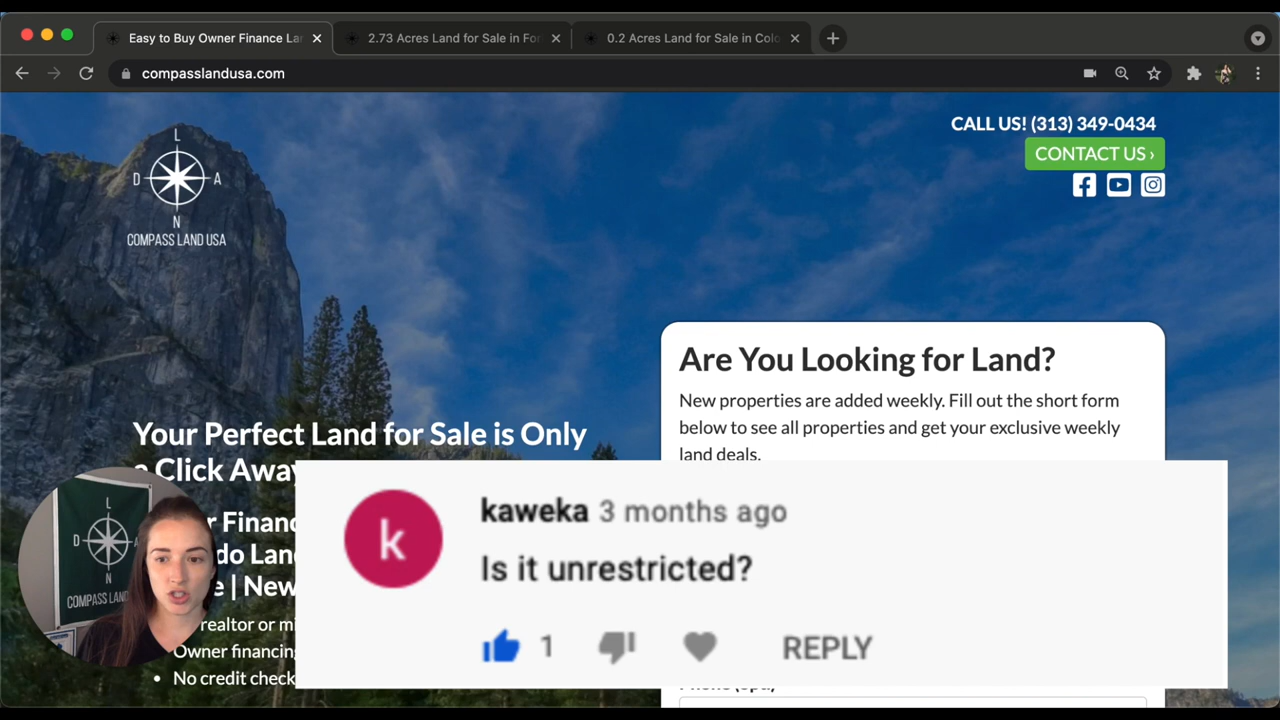 Easy to Buy Owner Finance La
2.73 Acres Land for Sale in For
0.2 Acres Land for Sale in Colo
compasslandusa.com
CALL US! (313) 349-0434
CONTACT US ›
L
D A
N
COMPASS LAND USA
Are You Looking for Land?
New properties are added weekly. Fill out the short form
below to see all properties and get your exclusive weekly
land deals.
Your Perfect Land for Sale is Only
a Click Away
r Financ
do Lan
e | New
realtor or mi
Owner financing
• No credit check
L
D
N
COMPASS LAND
k
kaweka 3 months ago
Is it unrestricted?
1
REPLY